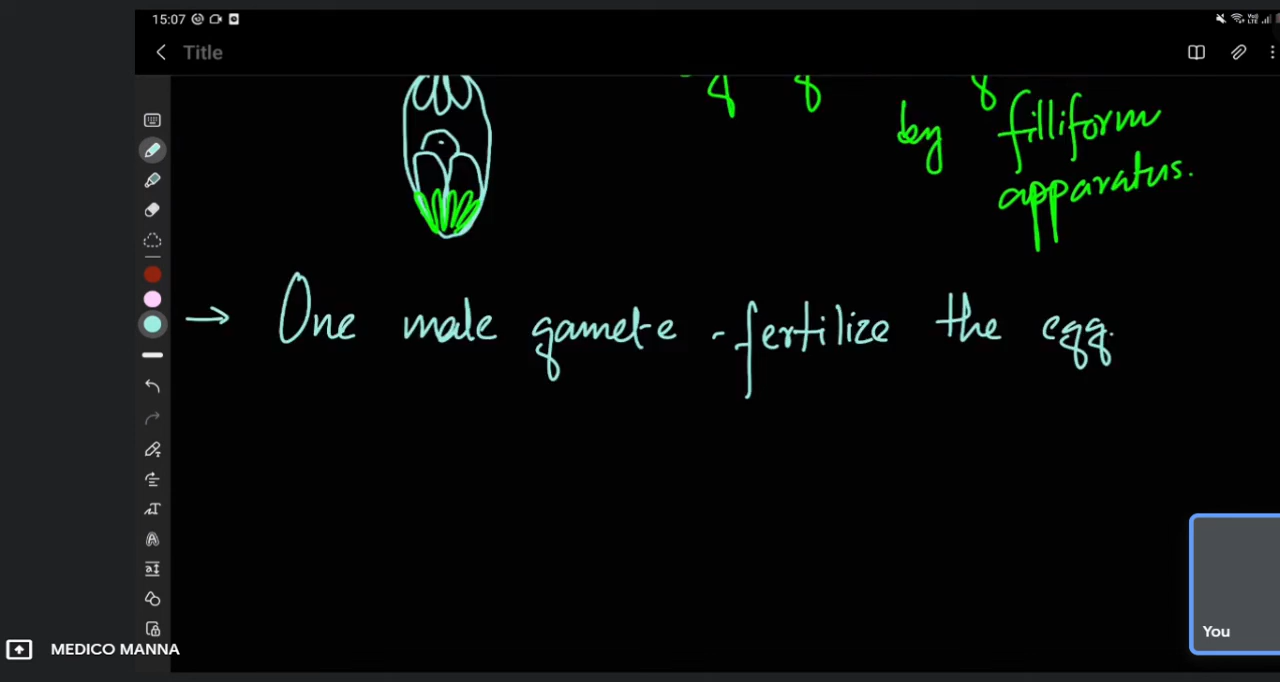 15:07
Title
by filliform
apparatus.
→ One male gamete fertilize the egg.
You
MEDICO MANNA